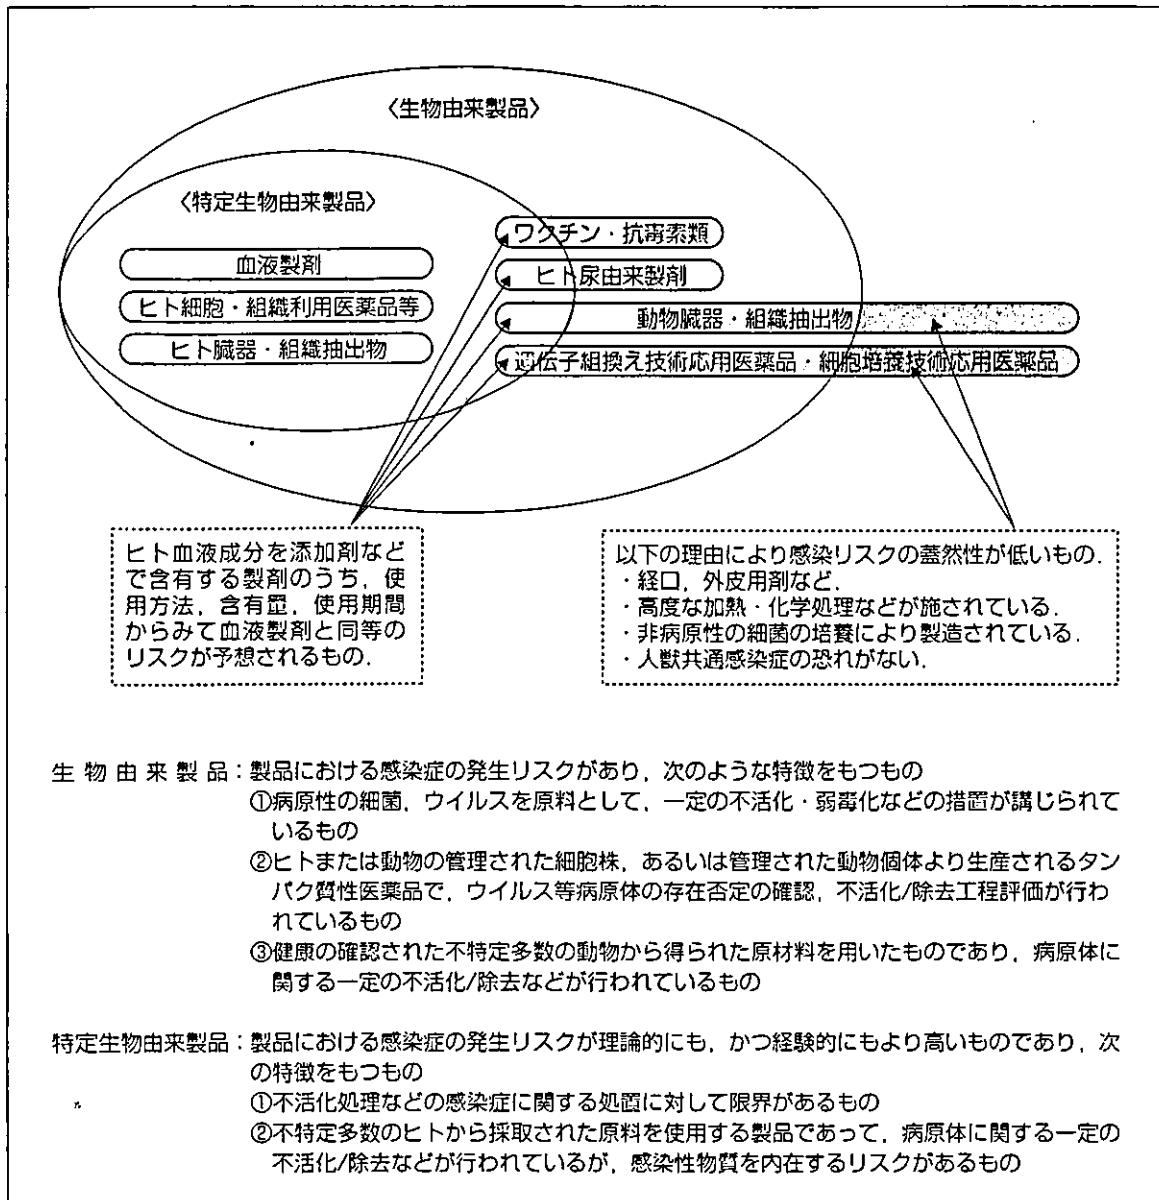 〈生物由来製品〉
〈特定生物由来製品〉
血液製剤
ヒト細胞・組織利用医薬品等
ヒト臓器・組織抽出物
ワクチン・抗毒素類
ヒト尿由来製剤
動物臓器・組織抽出物
遺伝子組換え技術応用医薬品・細胞培養技術応用医薬品
ヒト血液成分を添加剤など
で含有する製剤のうち，使
用方法，含有量，使用期間
からみて血液製剤と同等の
リスクが予想されるもの．
以下の理由により感染リスクの蓋然性が低いもの．
・経口，外皮用剤など．
・高度な加熱・化学処理などが施されている．
・非病原性の細菌の培養により製造されている．
・人獣共通感染症の恐れがない．
生物由来製品：製品における感染症の発生リスクがあり，次のような特徴をもつもの
①病原性の細菌，ウイルスを原料として，一定の不活化・弱毒化などの措置が講じられて
いるもの
②ヒトまたは動物の管理された細胞株，あるいは管理された動物個体より生産されるタン
パク質性医薬品で，ウイルス等病原体の存在否定の確認，不活化/除去工程評価が行わ
れているもの
③健康の確認された不特定多数の動物から得られた原材料を用いたものであり，病原体に
関する一定の不活化/除去などが行われているもの
特定生物由来製品：製品における感染症の発生リスクが理論的にも，かつ経験的にもより高いものであり，次
の特徴をもつもの
①不活化処理などの感染症に関する処置に対して限界があるもの
②不特定多数のヒトから採取された原料を使用する製品であって，病原体に関する一定の
不活化/除去などが行われているが，感染性物質を内在するリスクがあるもの